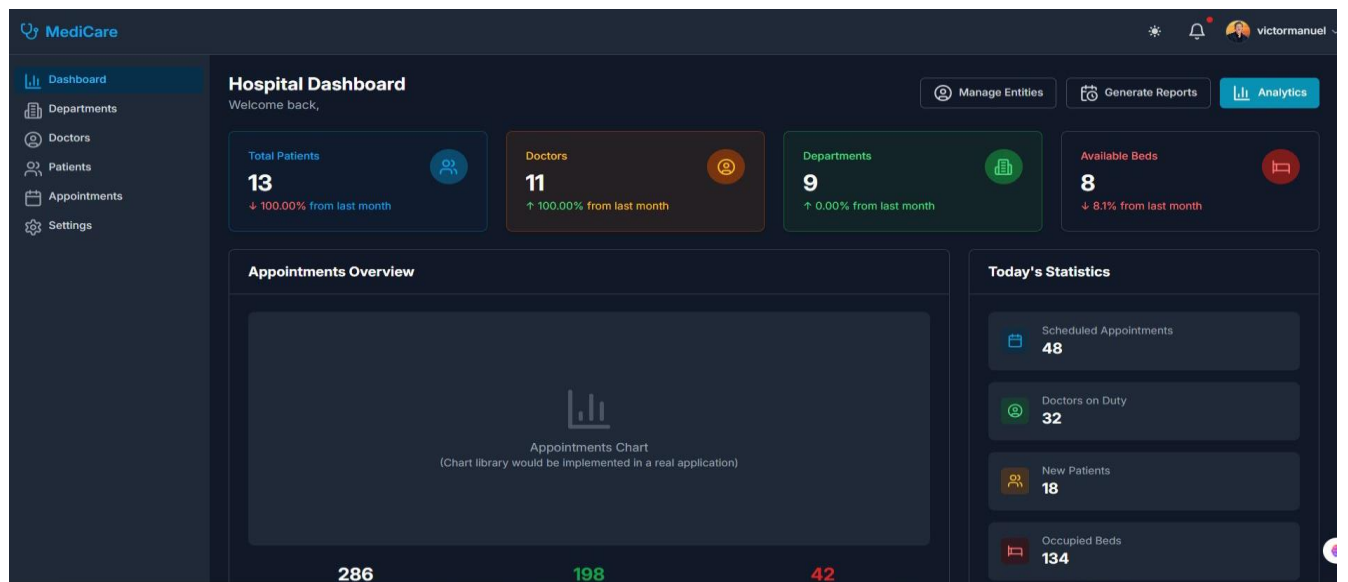 MediCare
victormanuel
Dashboard
Departments
Doctors
Patients
Appointments
Settings
Hospital Dashboard
Welcome back,
Manage Entities
Generate Reports
Analytics
Total Patients
13
↓ 100.00% from last month
Doctors
11
↑ 100.00% from last month
Departments
9
↑ 0.00% from last month
Available Beds
8
↓ 8.1% from last month
Appointments Overview
Appointments Chart
(Chart library would be implemented in a real application)
286
198
42
Today's Statistics
Scheduled Appointments
48
Doctors on Duty
32
New Patients
18
Occupied Beds
134